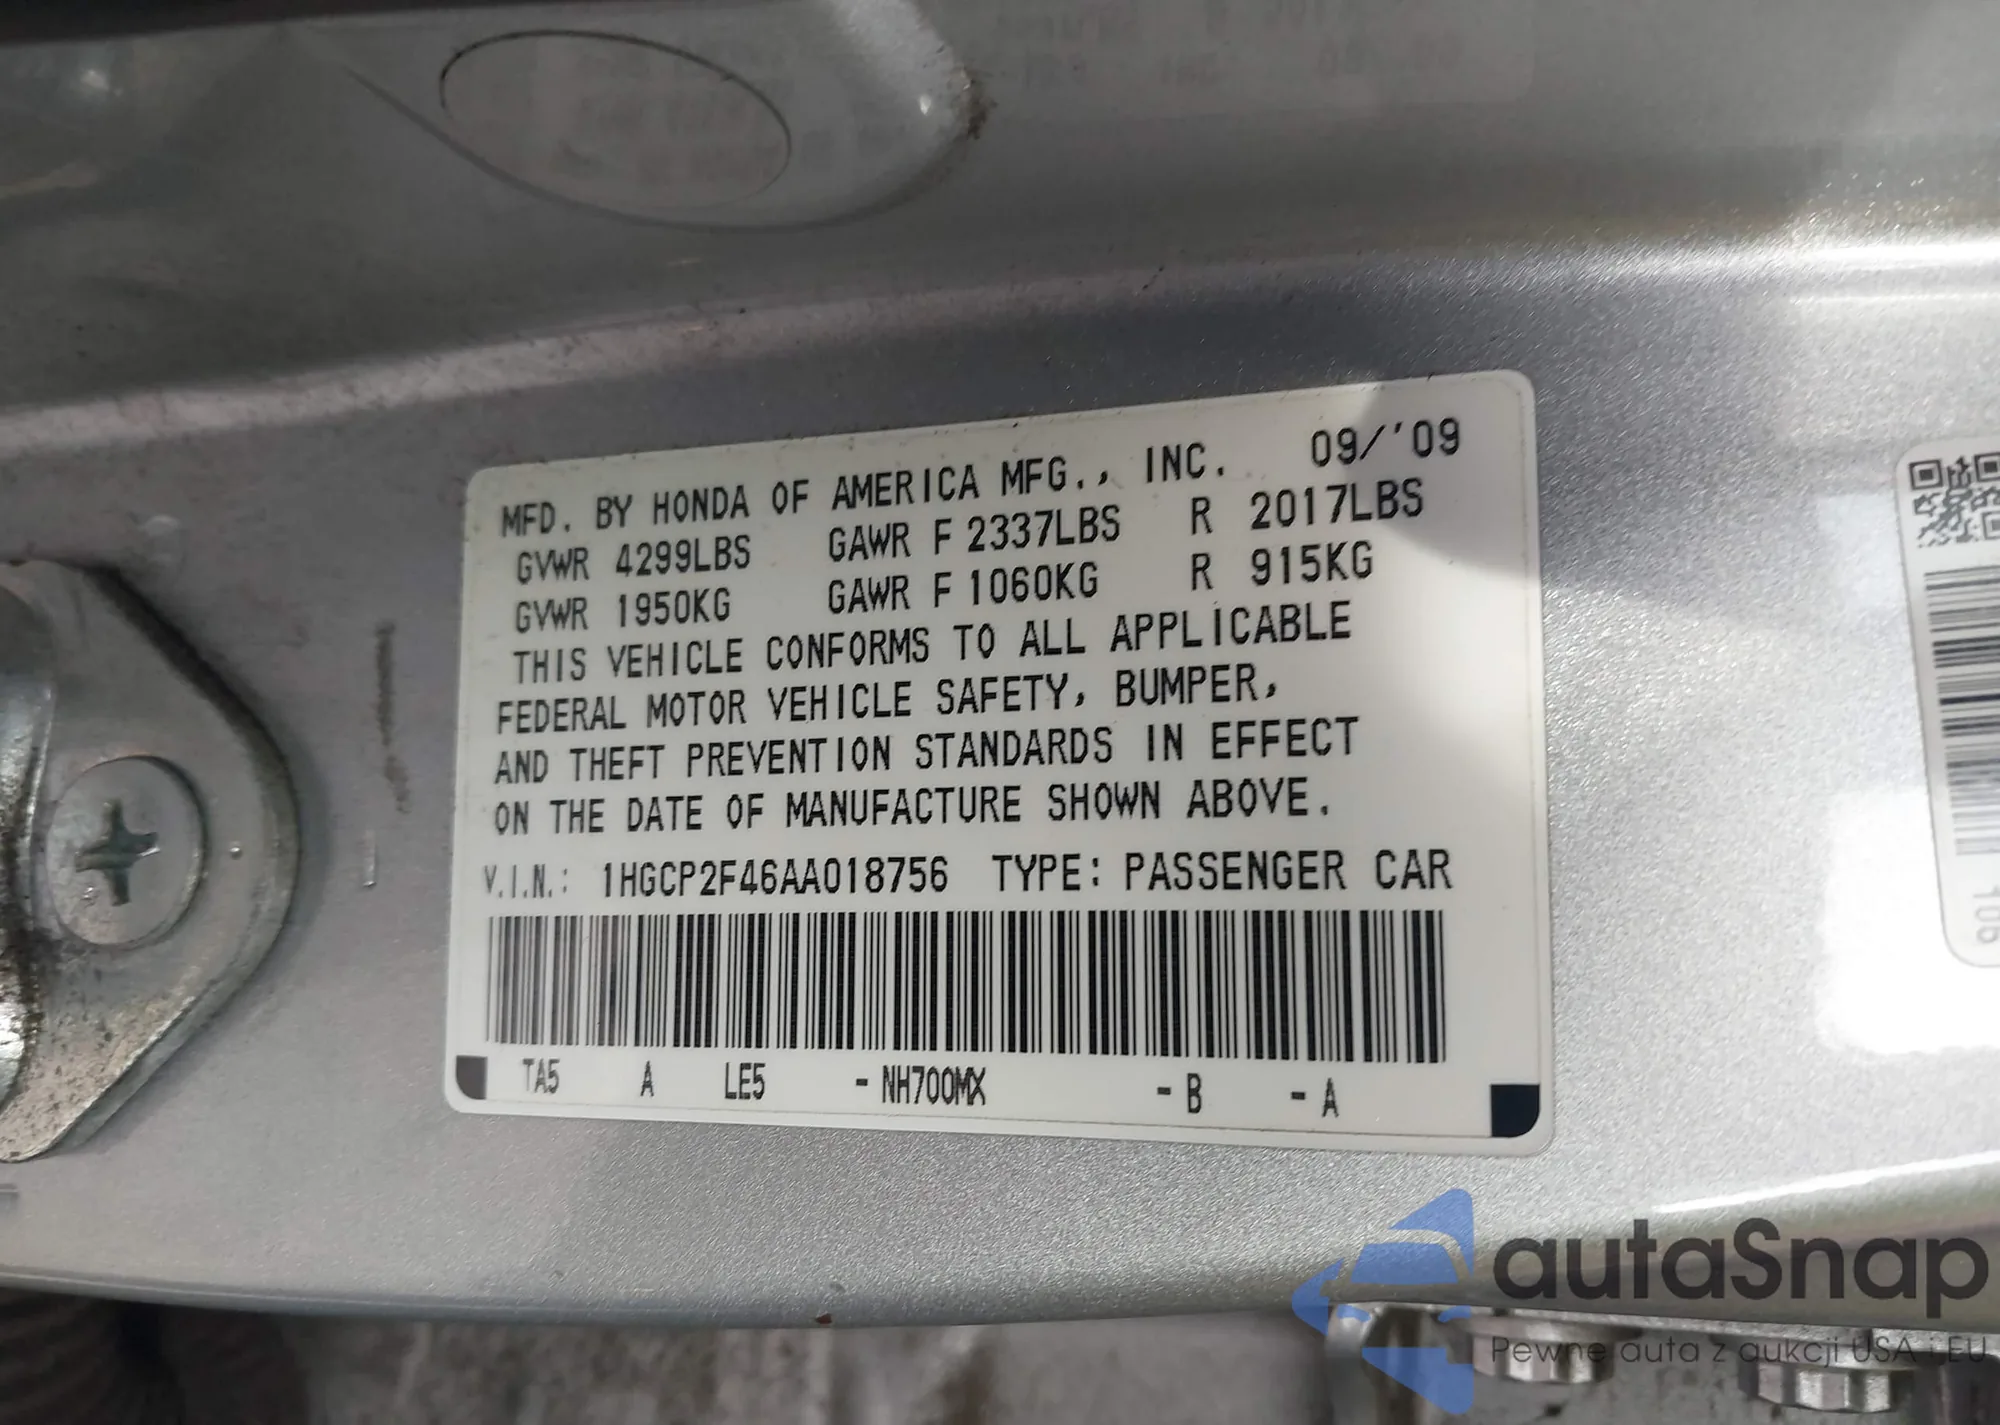 MFD. BY HONDA OF AMERICA MFG., INC. 09/'09
GVWR 4299LBS GAWR F 2337LBS R 2017LBS
GVWR 1950KG GAWR F 1060KG R 915KG
THIS VEHICLE CONFORMS TO ALL APPLICABLE
FEDERAL MOTOR VEHICLE SAFETY, BUMPER,
AND THEFT PREVENTION STANDARDS IN EFFECT
ON THE DATE OF MANUFACTURE SHOWN ABOVE.
V.I.N.: 1HGCP2F46AA018756 TYPE: PASSENGER CAR
TA5 A LE5 - NH700MX - B - A
106
autaSnap
Pewne auta z aukcji USA i EU